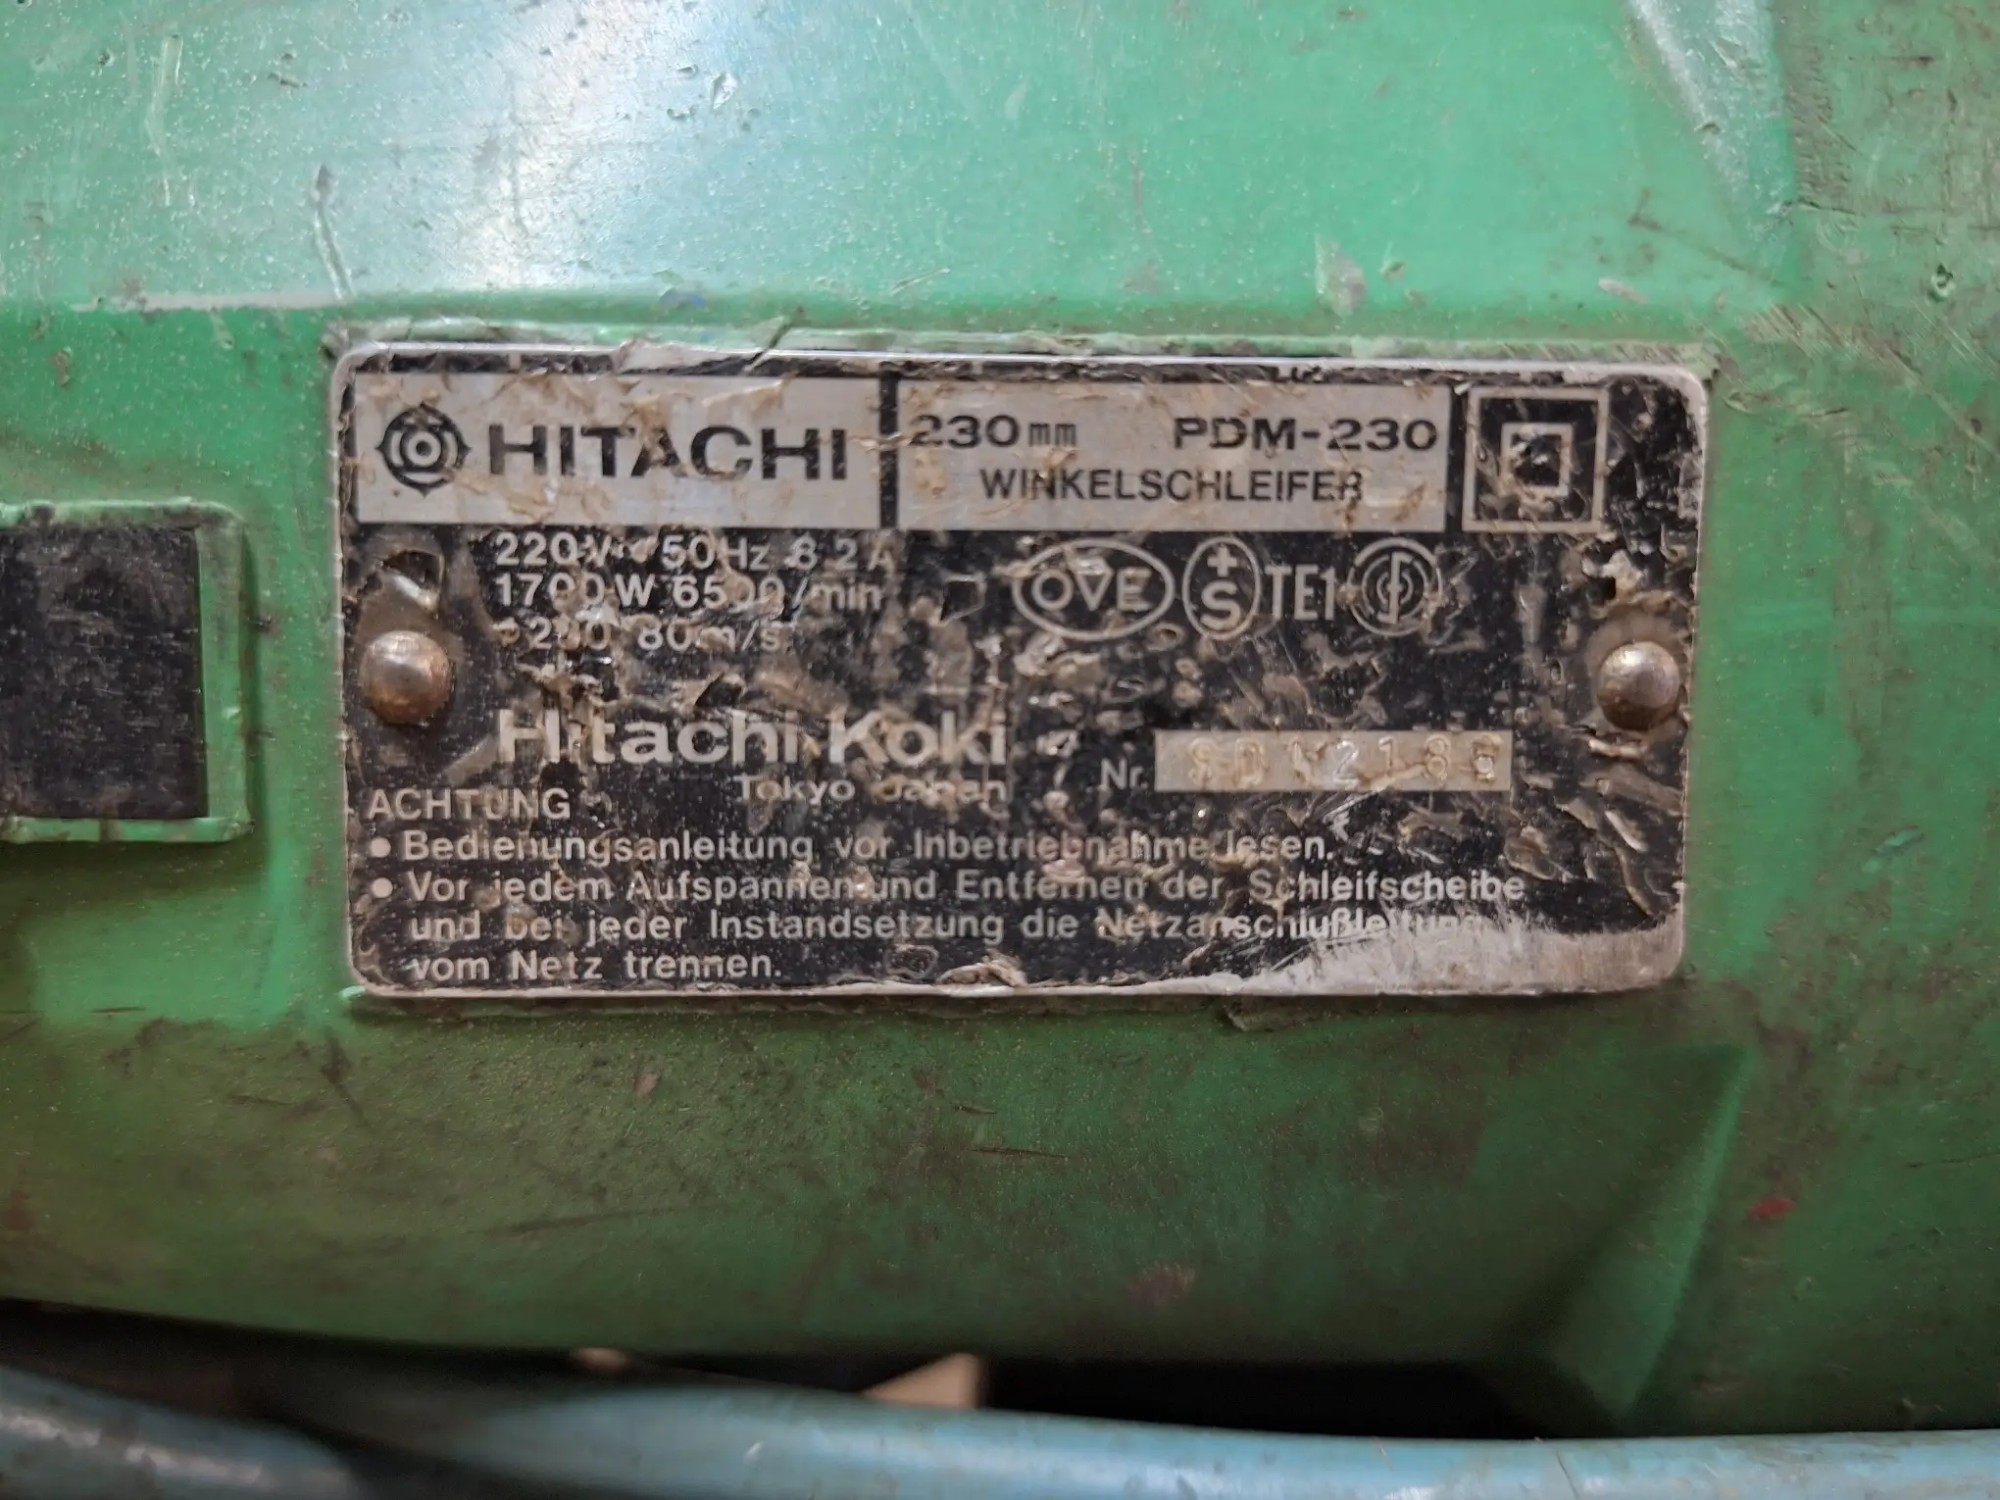 HITACHI
230mm PDM-230
WINKELSCHLEIFER
220V~ 50Hz 8.2A
1700W 6500/min
80m/s
OVE
+S TE1
Hitachi Koki
Tokyo Japan
Nr.
ACHTUNG
• Bedienungsanleitung vor Inbetriebnahme lesen.
• Vor jedem Aufspannen und Entfernen der Schleifscheibe
und bei jeder Instandsetzung die Netzanschlußleitung
vom Netz trennen.